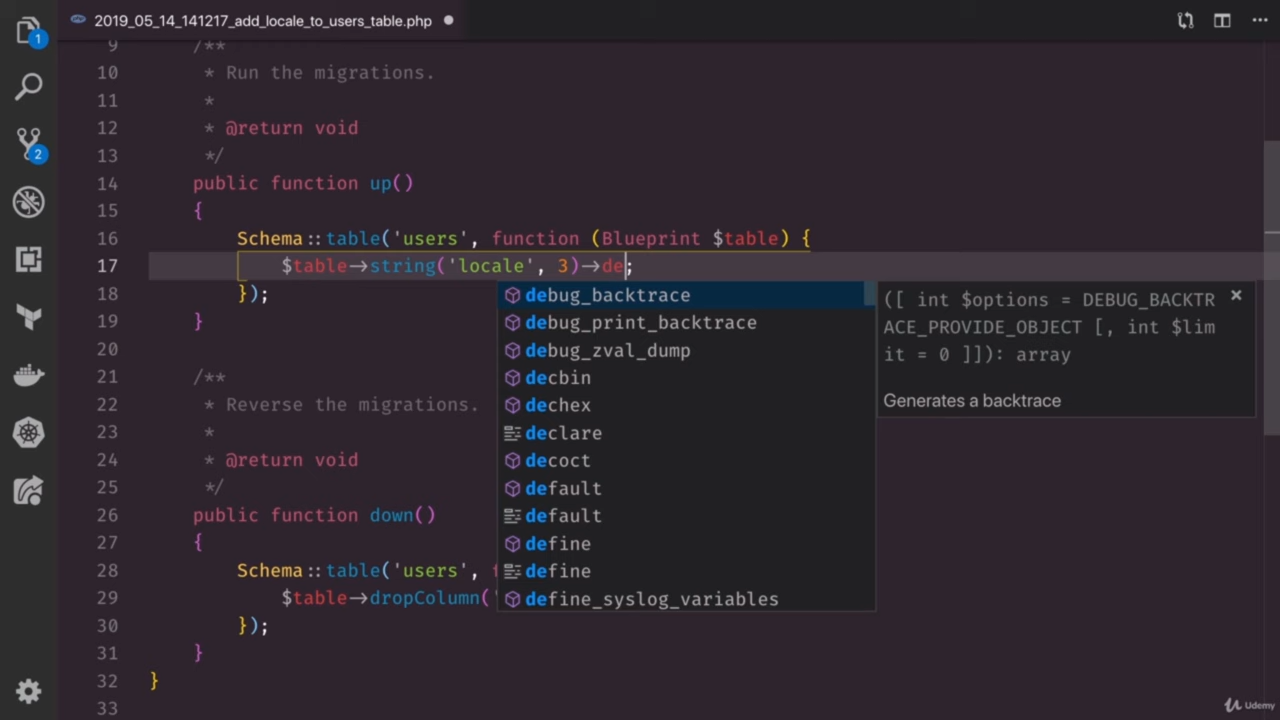 2019_05_14_141217_add_locale_to_users_table.php
1
2
9 /**
10 * Run the migrations.
11 *
12 * @return void
13 */
14 public function up()
15 {
16 Schema::table('users', function (Blueprint $table) {
17 $table->string('locale', 3)->de;
18 });
19 }
20
21 /**
22 * Reverse the migrations.
23 *
24 * @return void
25 */
26 public function down()
27 {
28 Schema::table('users',
29 $table->dropColumn('
30 });
31 }
32 }
33
debug_backtrace
debug_print_backtrace
debug_zval_dump
decbin
dechex
declare
decoct
default
default
define
define
define_syslog_variables
([ int $options = DEBUG_BACKTR
ACE_PROVIDE_OBJECT [, int $lim
it = 0 ]]): array
Generates a backtrace
Udemy